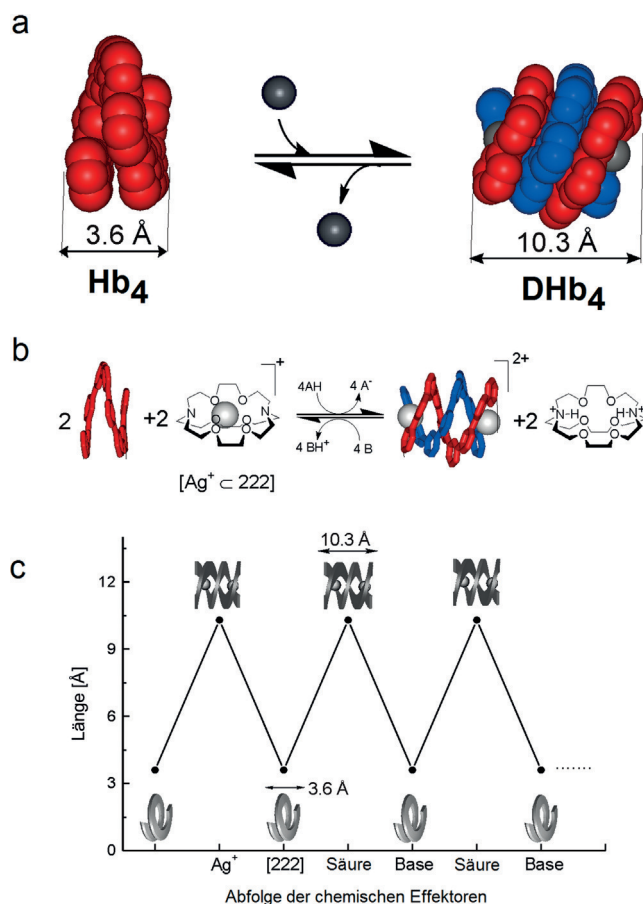 a
3.6 Å
10.3 Å
Hb₄
DHb₄
b
2
+2
N
O
O
O
O
O
O
N
+
4AH
4 A⁻
4 BH⁺
4 B
2+
+2
N-H
+
O
O
O
O
O
O
H-N
+
[Ag⁺ ⊂ 222]
c
10.3 Å
3.6 Å
12
9
6
3
0
Länge [Å]
Ag⁺
[222]
Säure
Base
Säure
Base
Abfolge der chemischen Effektoren